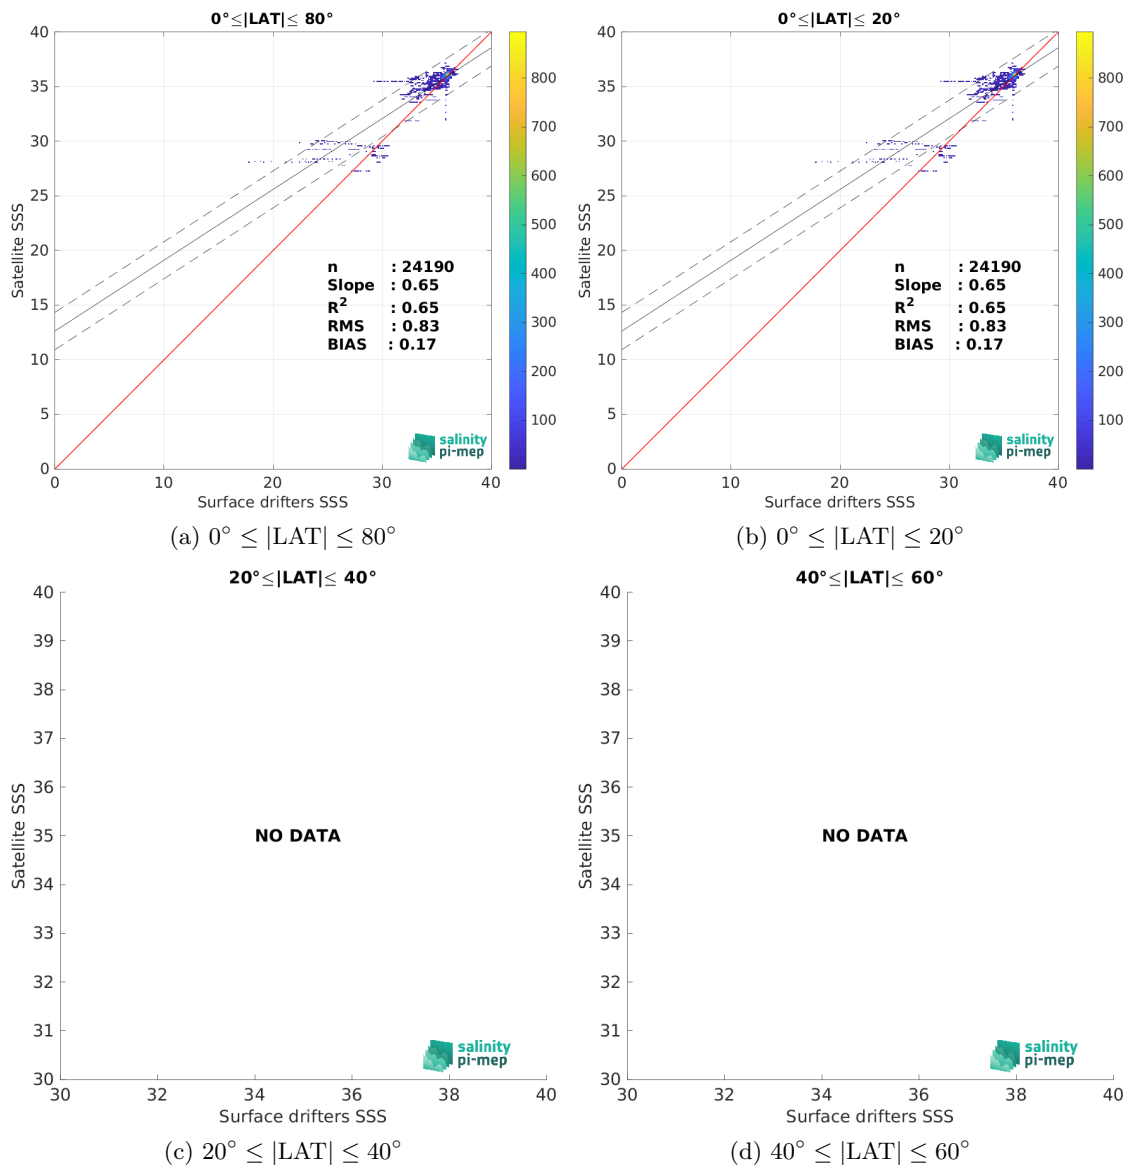 0°≤|LAT|≤ 80°
40
35
30
25
20
15
10
5
0
0 10 20 30 40
Satellite SSS
Surface drifters SSS
n : 24190
Slope : 0.65
R² : 0.65
RMS : 0.83
BIAS : 0.17
salinity
pi-mep
800
700
600
500
400
300
200
100
(a) 0° ≤ |LAT| ≤ 80°
0°≤|LAT|≤ 20°
40
35
30
25
20
15
10
5
0
0 10 20 30 40
Satellite SSS
Surface drifters SSS
n : 24190
Slope : 0.65
R² : 0.65
RMS : 0.83
BIAS : 0.17
salinity
pi-mep
800
700
600
500
400
300
200
100
(b) 0° ≤ |LAT| ≤ 20°
20°≤|LAT|≤ 40°
40
39
38
37
36
35
34
33
32
31
30
30 32 34 36 38 40
Satellite SSS
Surface drifters SSS
NO DATA
salinity
pi-mep
(c) 20° ≤ |LAT| ≤ 40°
40°≤|LAT|≤ 60°
40
39
38
37
36
35
34
33
32
31
30
30 32 34 36 38 40
Satellite SSS
Surface drifters SSS
NO DATA
salinity
pi-mep
(d) 40° ≤ |LAT| ≤ 60°